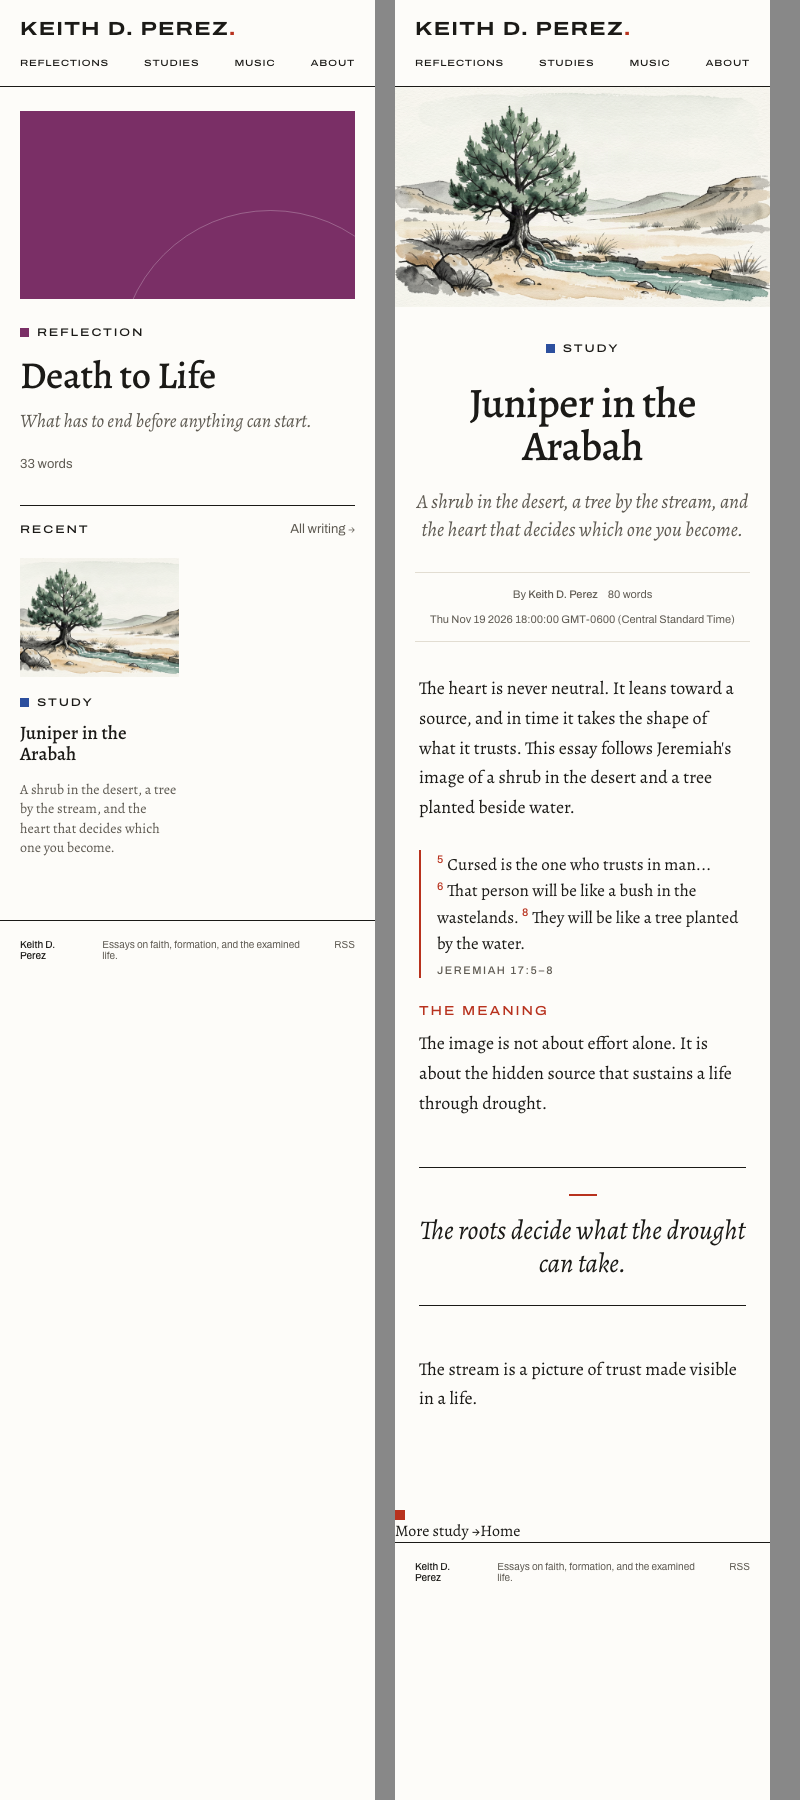 KEITH D. PEREZ.
REFLECTIONS STUDIES MUSIC ABOUT
REFLECTION
Death to Life
What has to end before anything can start.
33 words
RECENT All writing →
STUDY
Juniper in the
Arabah
A shrub in the desert, a tree
by the stream, and the
heart that decides which
one you become.
Keith D.
Perez
Essays on faith, formation, and the examined
life.
RSS
KEITH D. PEREZ.
REFLECTIONS STUDIES MUSIC ABOUT
STUDY
Juniper in the
Arabah
A shrub in the desert, a tree by the stream, and
the heart that decides which one you become.
By Keith D. Perez 80 words
Thu Nov 19 2026 18:00:00 GMT-0600 (Central Standard Time)
The heart is never neutral. It leans toward a
source, and in time it takes the shape of
what it trusts. This essay follows Jeremiah's
image of a shrub in the desert and a tree
planted beside water.
5 Cursed is the one who trusts in man...
6 That person will be like a bush in the
wastelands. 8 They will be like a tree planted
by the water.
JEREMIAH 17:5–8
THE MEANING
The image is not about effort alone. It is
about the hidden source that sustains a life
through drought.
The roots decide what the drought
can take.
The stream is a picture of trust made visible
in a life.
More study →Home
Keith D.
Perez
Essays on faith, formation, and the examined
life.
RSS